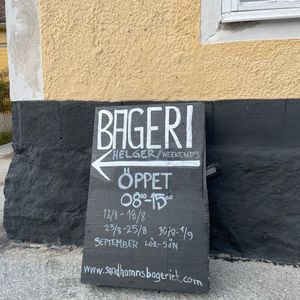 BAGERI
HELGER/WEEKENDS
ÖPPET
08⁰⁰-15⁰⁰
12/8 - 18/8
23/8 - 25/8 30/8-1/9
SEPTEMBER LÖR-SÖN
www.sandhamnsbageriet.com